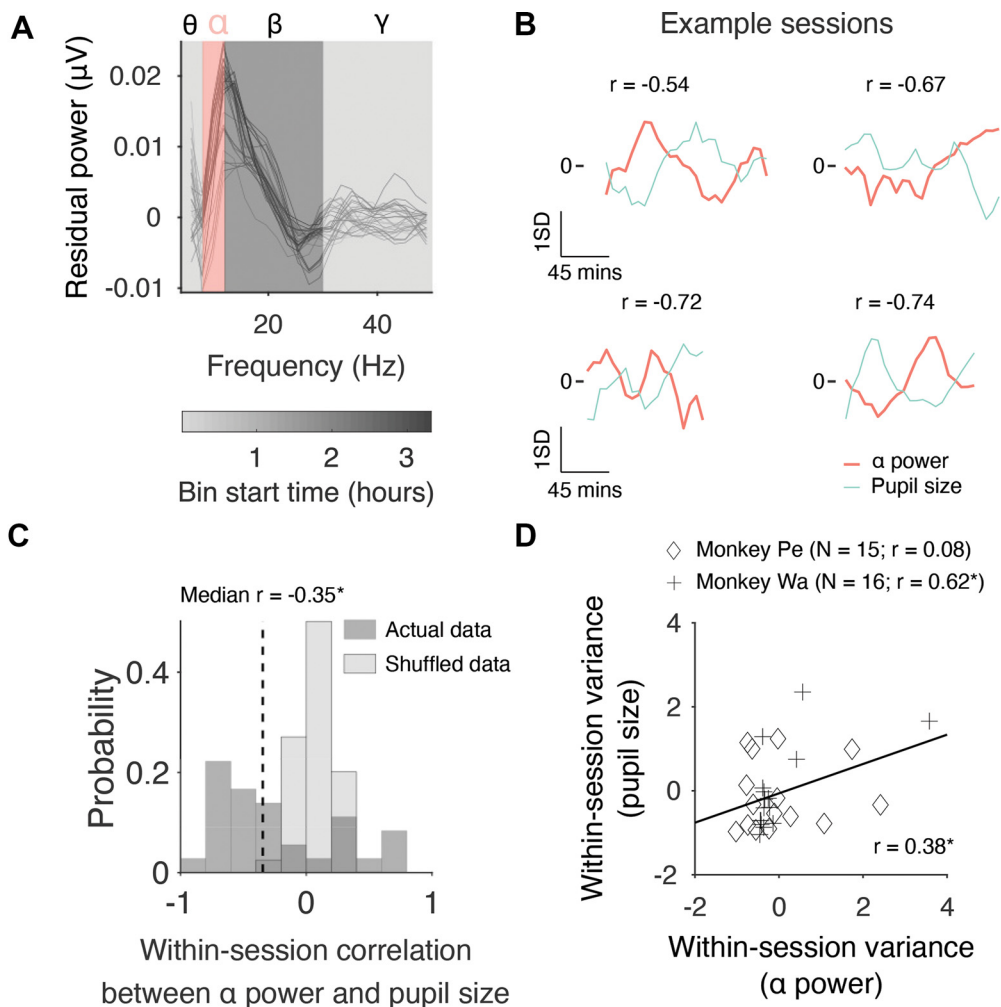 A
θ α β γ
Residual power (μV)
0.02
0.01
0
-0.01
20 40
Frequency (Hz)
1 2 3
Bin start time (hours)
B
Example sessions
r = -0.54
r = -0.67
0
1SD
45 mins
0
r = -0.72
r = -0.74
0
1SD
45 mins
0
α power
Pupil size
C
Median r = -0.35*
Actual data
Shuffled data
Probability
0.4
0.2
0
-1 0 1
Within-session correlation
between α power and pupil size
D
Monkey Pe (N = 15; r = 0.08)
Monkey Wa (N = 16; r = 0.62*)
Within-session variance
(pupil size)
4
2
0
-2
r = 0.38*
-2 0 2 4
Within-session variance
(α power)